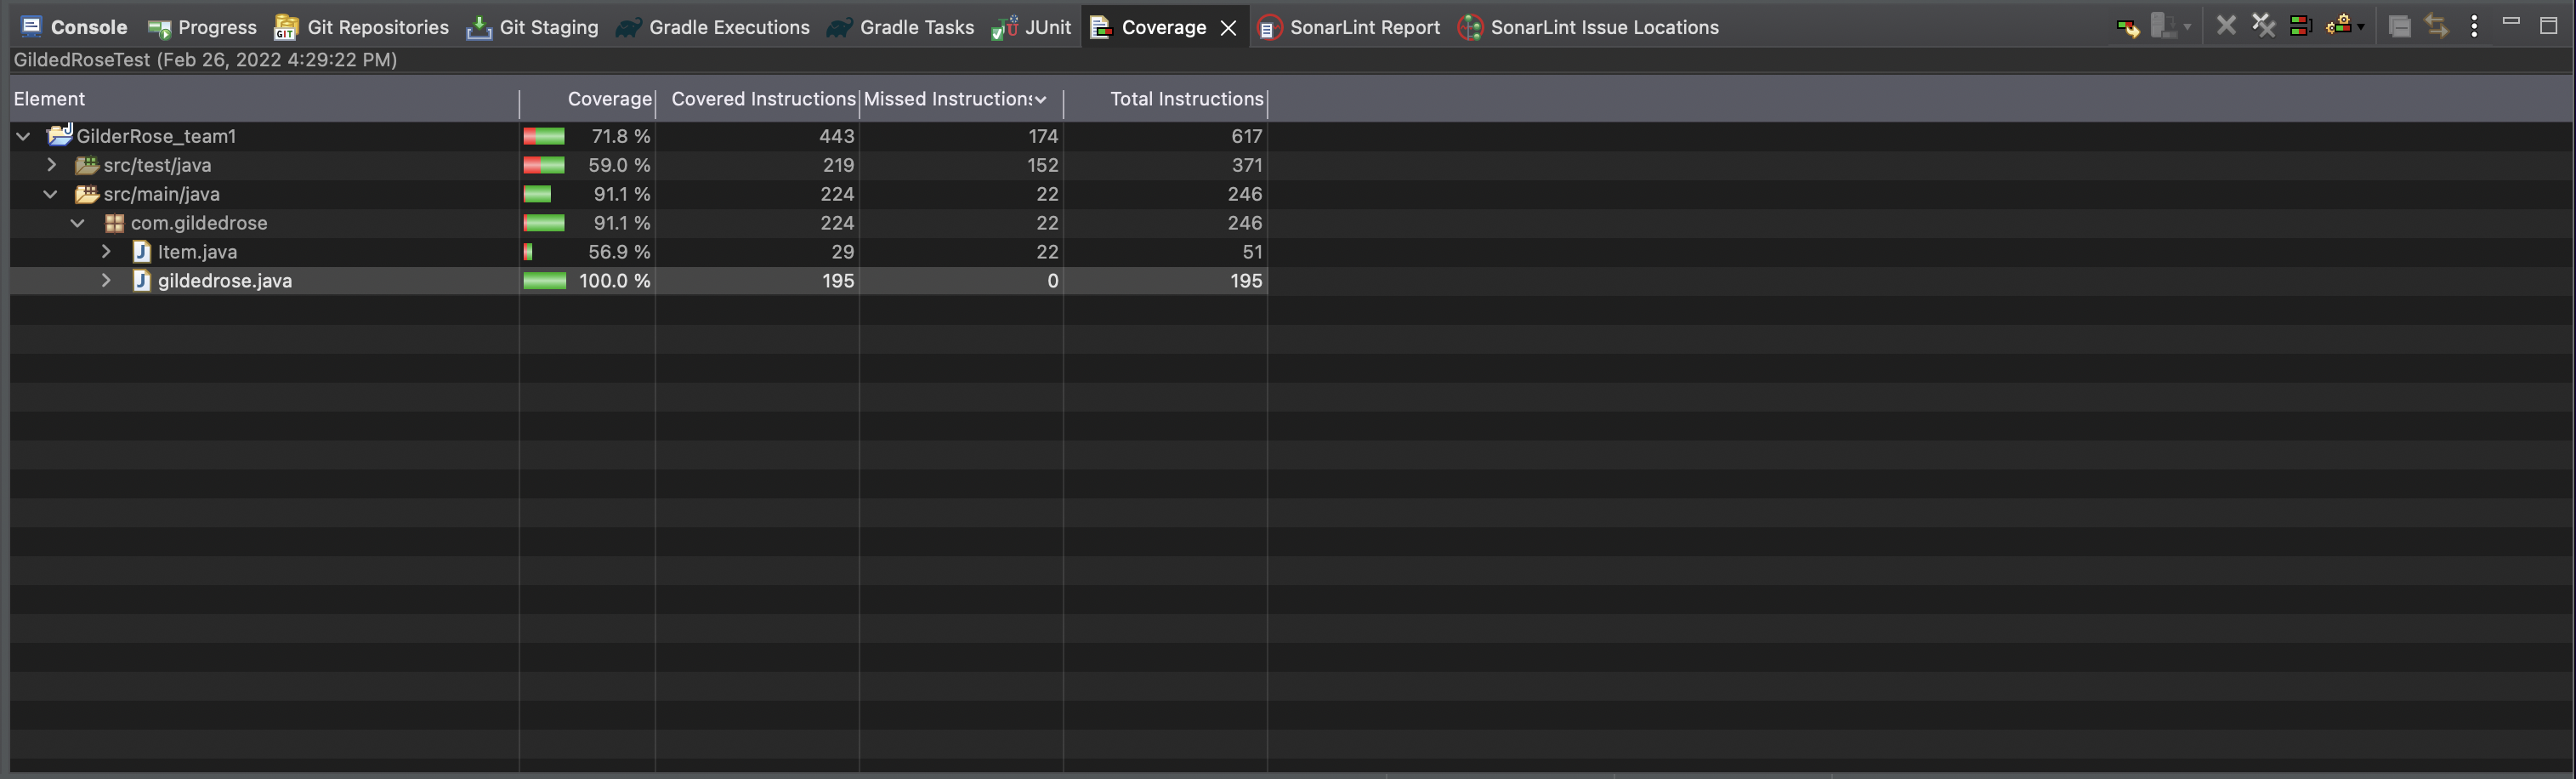 Console Progress Git Repositories Git Staging Gradle Executions Gradle Tasks JUnit Coverage SonarLint Report SonarLint Issue Locations
GildedRoseTest (Feb 26, 2022 4:29:22 PM)
Element Coverage Covered Instructions Missed Instructions Total Instructions
GilderRose_team1 71.8 % 443 174 617
src/test/java 59.0 % 219 152 371
src/main/java 91.1 % 224 22 246
com.gildedrose 91.1 % 224 22 246
Item.java 56.9 % 29 22 51
gildedrose.java 100.0 % 195 0 195